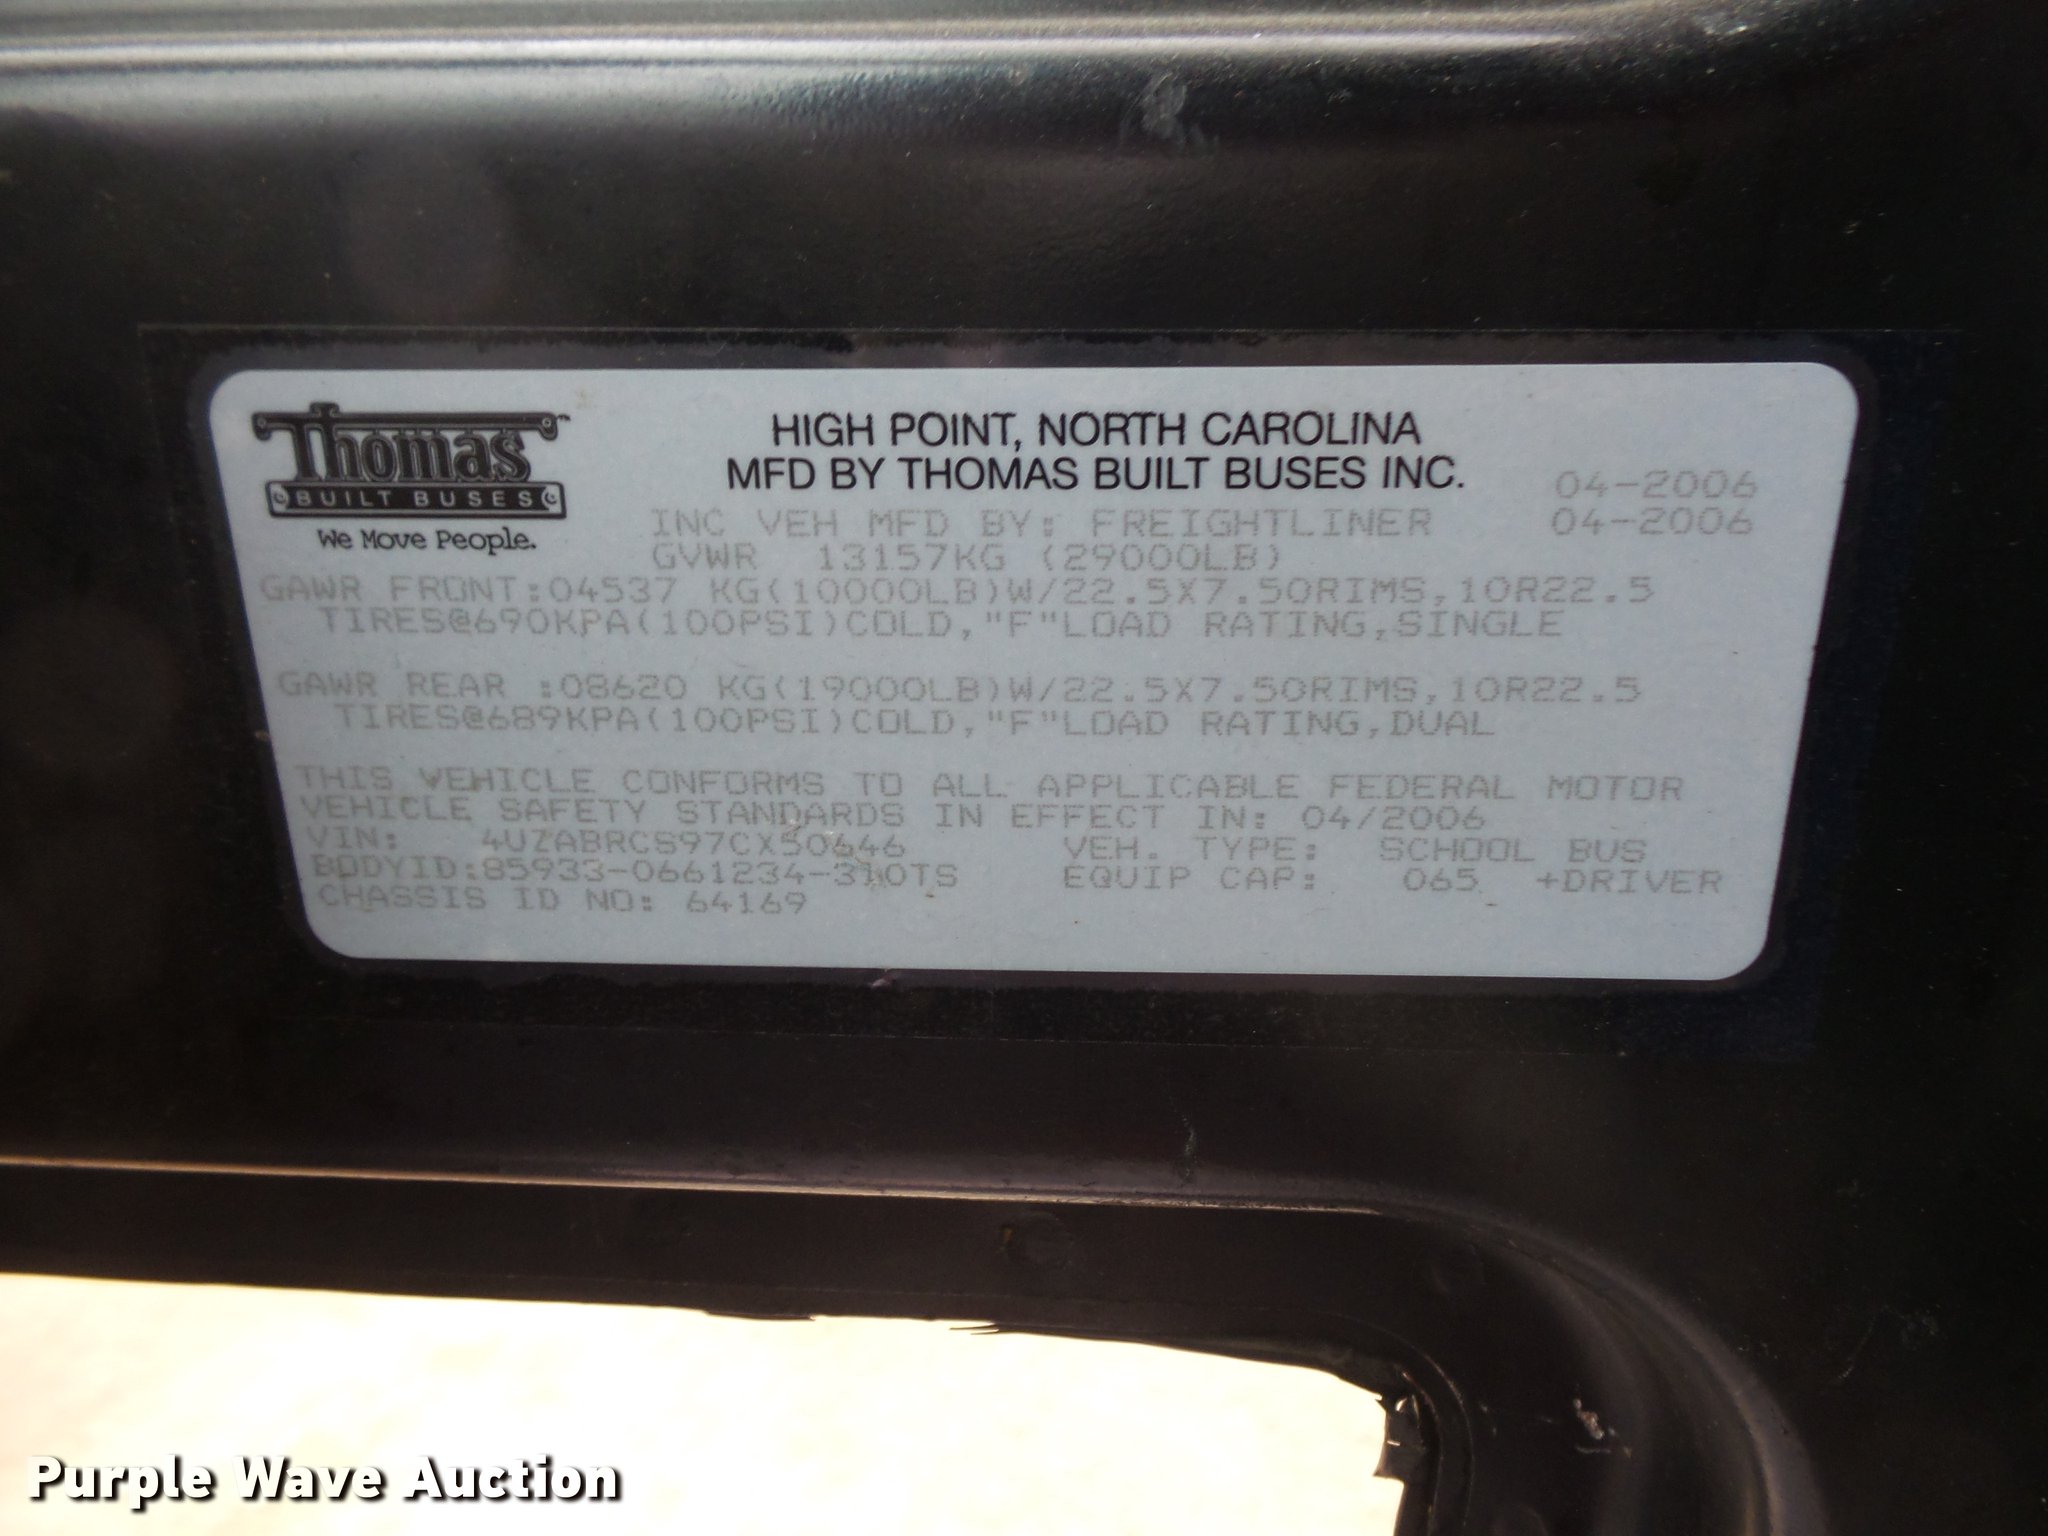 Thomas
BUILT BUSES
We Move People.
HIGH POINT, NORTH CAROLINA
MFD BY THOMAS BUILT BUSES INC.
04-2006
INC VEH MFD BY: FREIGHTLINER 04-2006
GVWR 13157KG (29000LB)
GAWR FRONT:04537 KG(10000LB)W/22.5X7.50RIMS,10R22.5
TIRES@690KPA(100PSI)COLD,"F"LOAD RATING,SINGLE
GAWR REAR :08620 KG(19000LB)W/22.5X7.50RIMS,10R22.5
TIRES@689KPA(100PSI)COLD,"F"LOAD RATING,DUAL
THIS VEHICLE CONFORMS TO ALL APPLICABLE FEDERAL MOTOR
VEHICLE SAFETY STANDARDS IN EFFECT IN: 04/2006
VIN: 4UZABRCS97CX50646 VEH. TYPE: SCHOOL BUS
BODYID:85933-0661234-310TS EQUIP CAP: 065 +DRIVER
CHASSIS ID NO: 64169
Purple Wave Auction